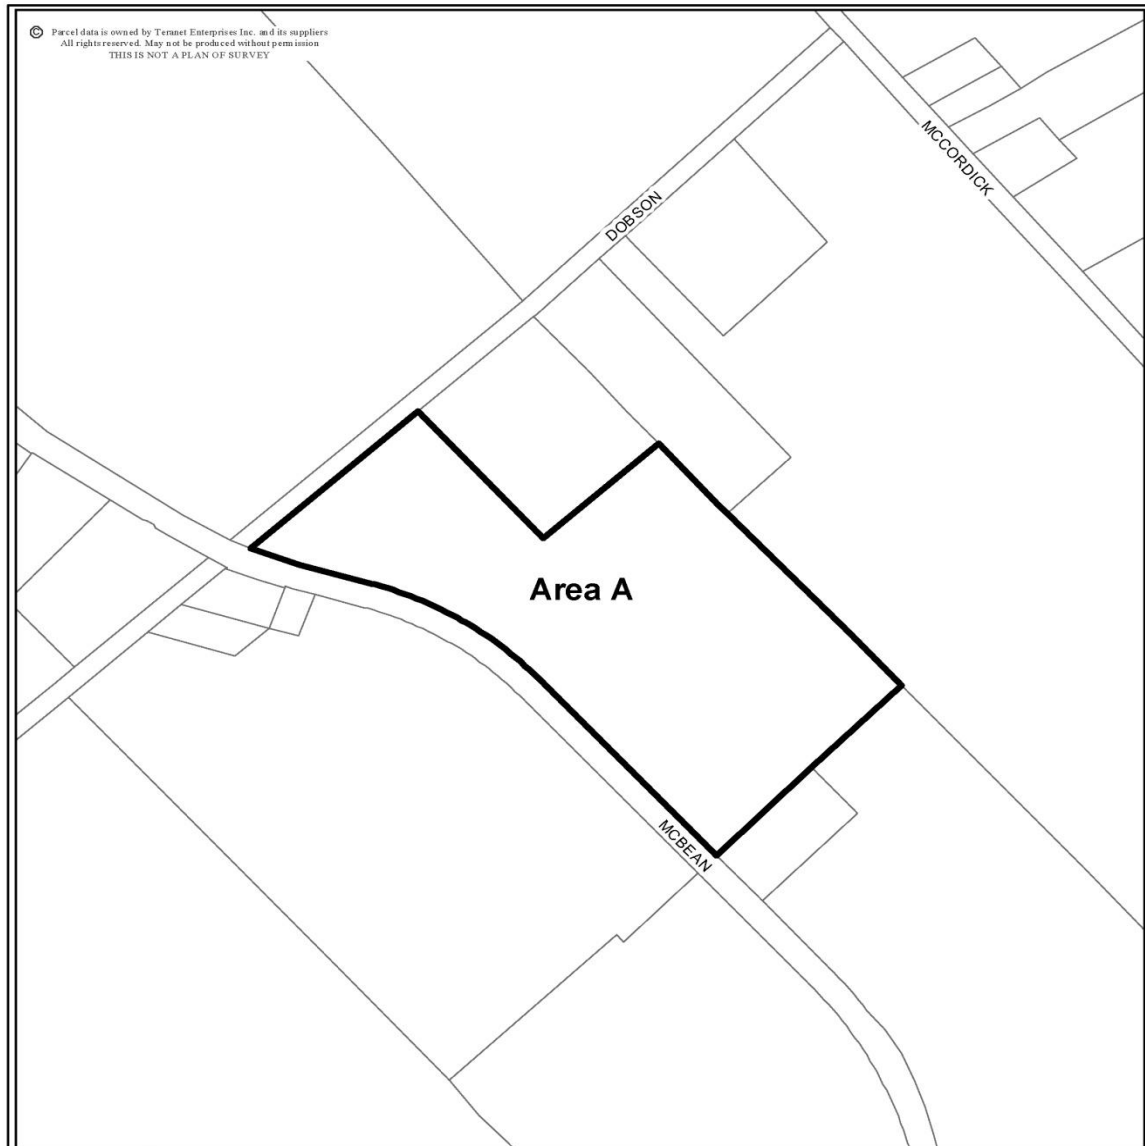 © Parcel data is owned by Teranet Enterprises Inc. and its suppliers
All rights reserved. May not be produced without permission
THIS IS NOT A PLAN OF SURVEY
MCCORDICK
DOBSON
Area A
MCBEAN